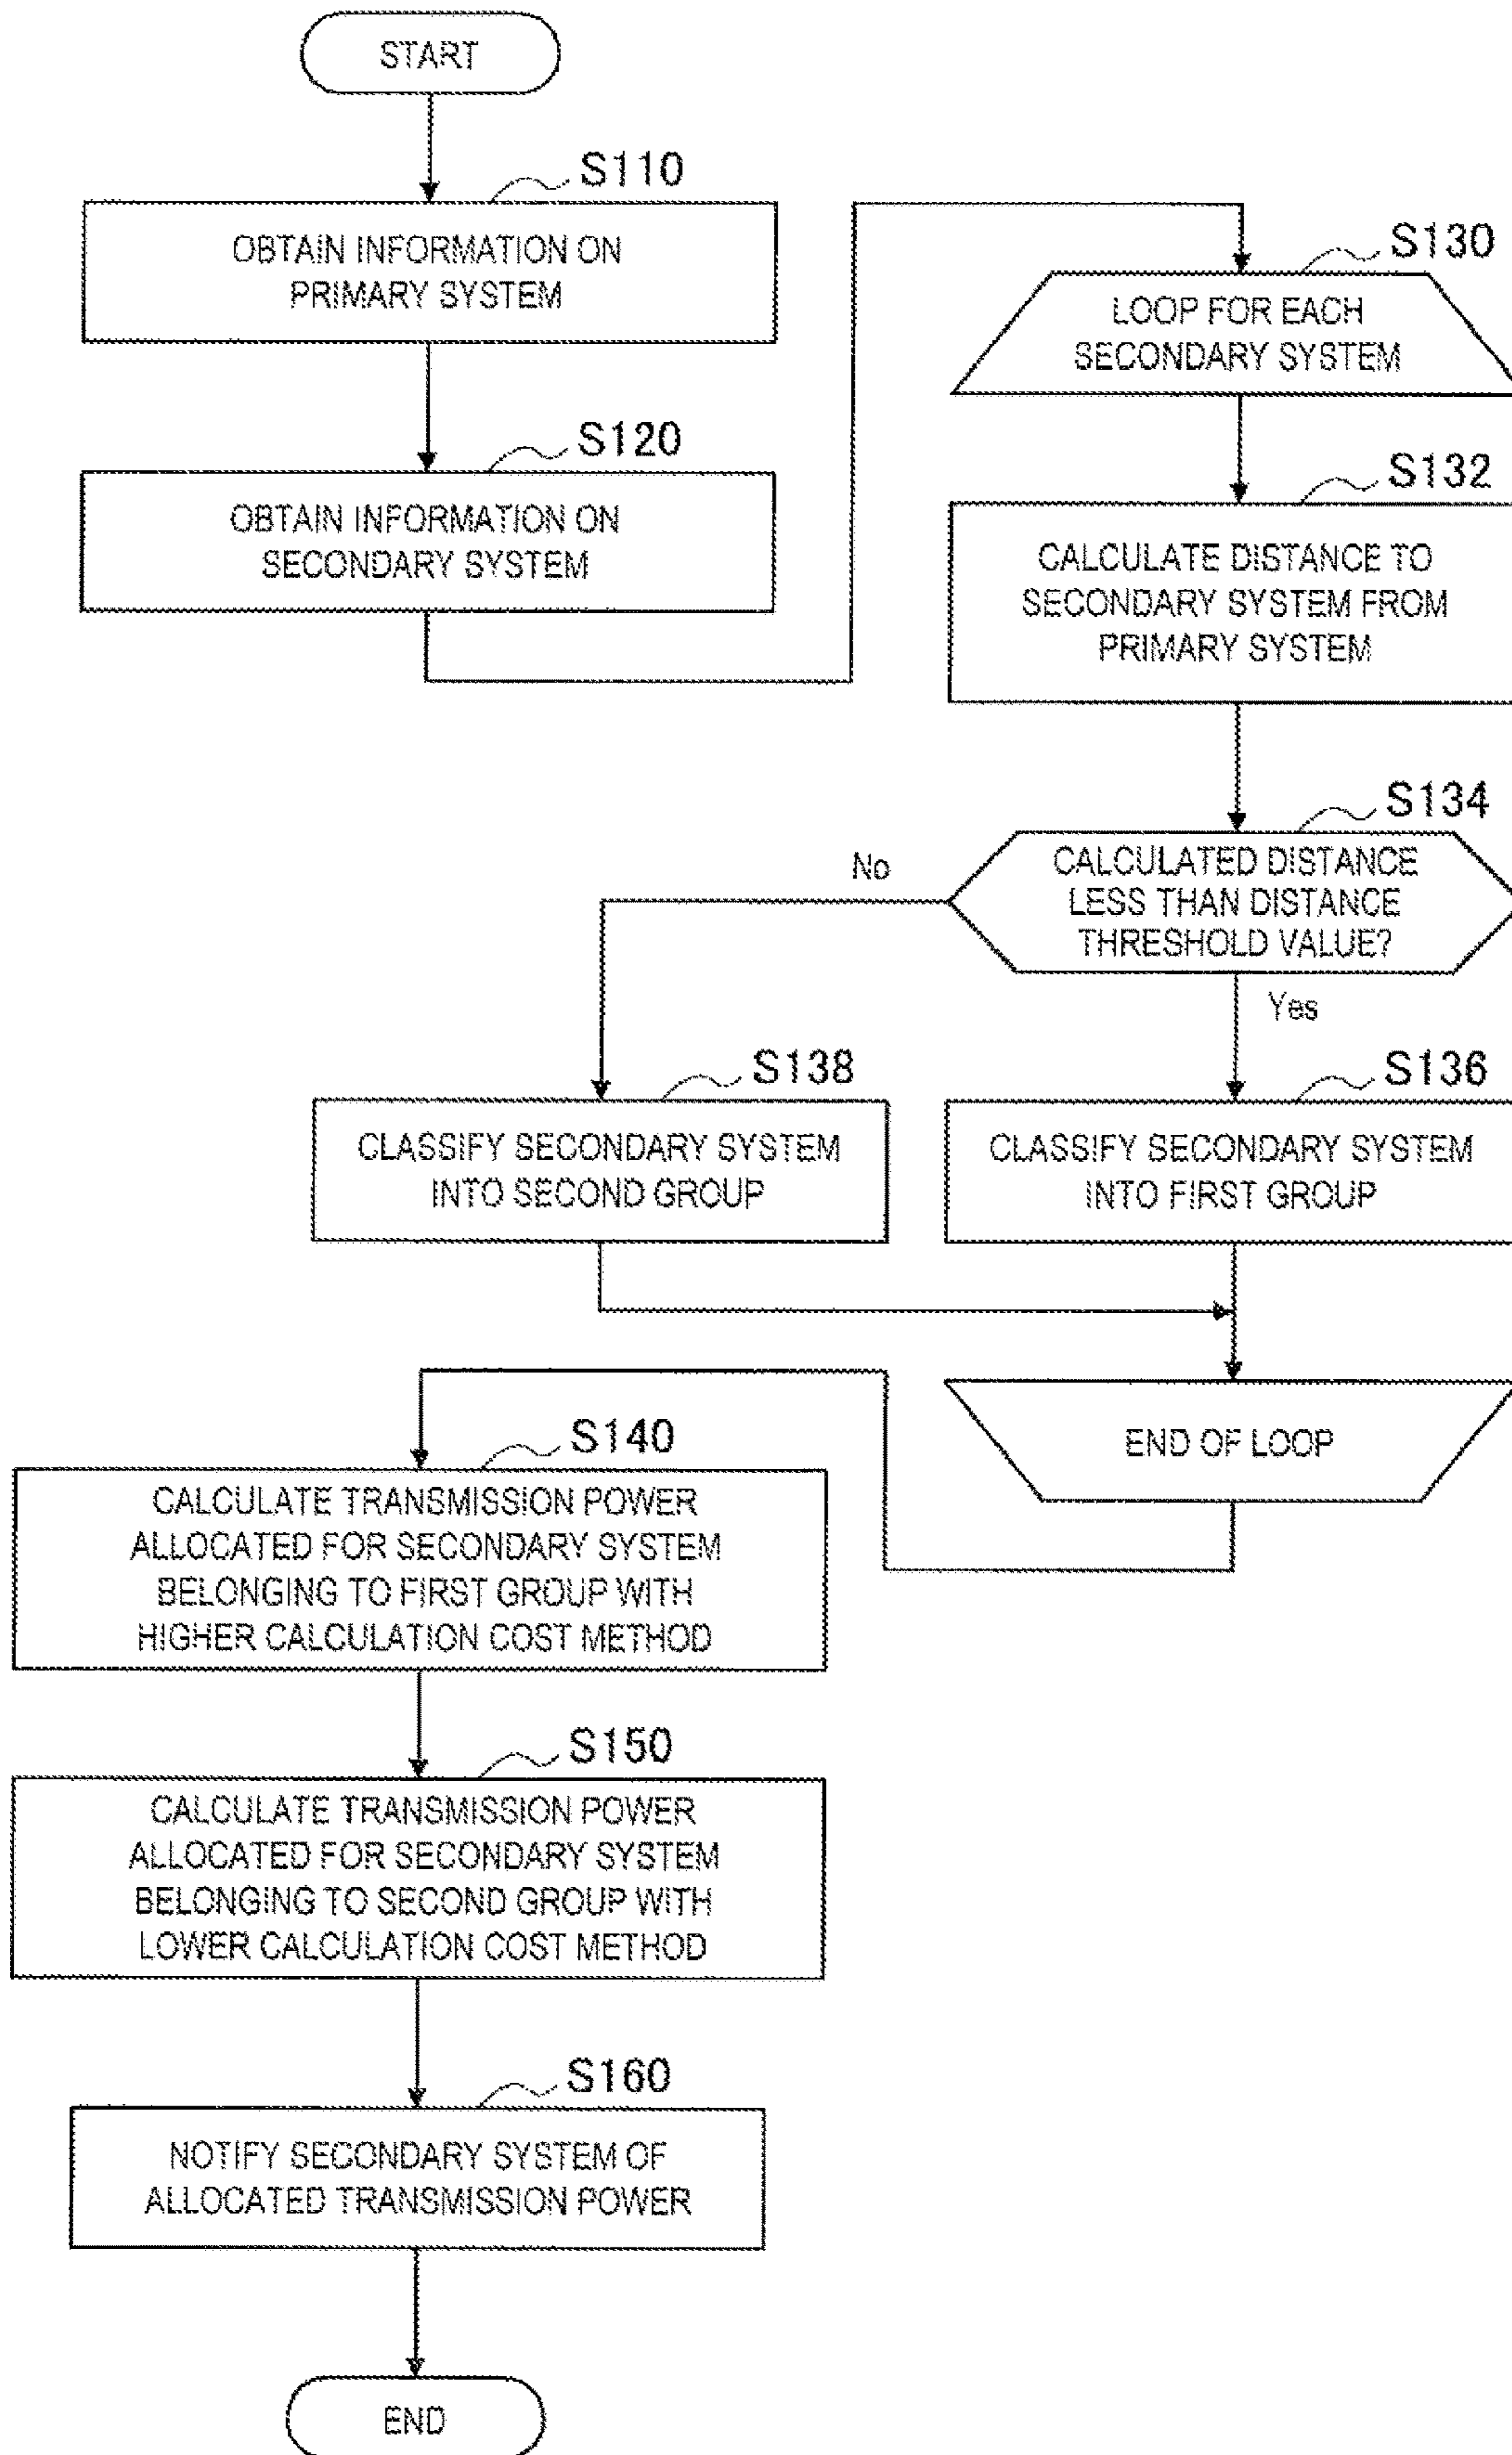 START
S110
OBTAIN INFORMATION ON
PRIMARY SYSTEM
S120
OBTAIN INFORMATION ON
SECONDARY SYSTEM
S130
LOOP FOR EACH
SECONDARY SYSTEM
S132
CALCULATE DISTANCE TO
SECONDARY SYSTEM FROM
PRIMARY SYSTEM
S134
CALCULATED DISTANCE
LESS THAN DISTANCE
THRESHOLD VALUE?
No
Yes
S138
CLASSIFY SECONDARY SYSTEM
INTO SECOND GROUP
S136
CLASSIFY SECONDARY SYSTEM
INTO FIRST GROUP
END OF LOOP
S140
CALCULATE TRANSMISSION POWER
ALLOCATED FOR SECONDARY SYSTEM
BELONGING TO FIRST GROUP WITH
HIGHER CALCULATION COST METHOD
S150
CALCULATE TRANSMISSION POWER
ALLOCATED FOR SECONDARY SYSTEM
BELONGING TO SECOND GROUP WITH
LOWER CALCULATION COST METHOD
S160
NOTIFY SECONDARY SYSTEM OF
ALLOCATED TRANSMISSION POWER
END